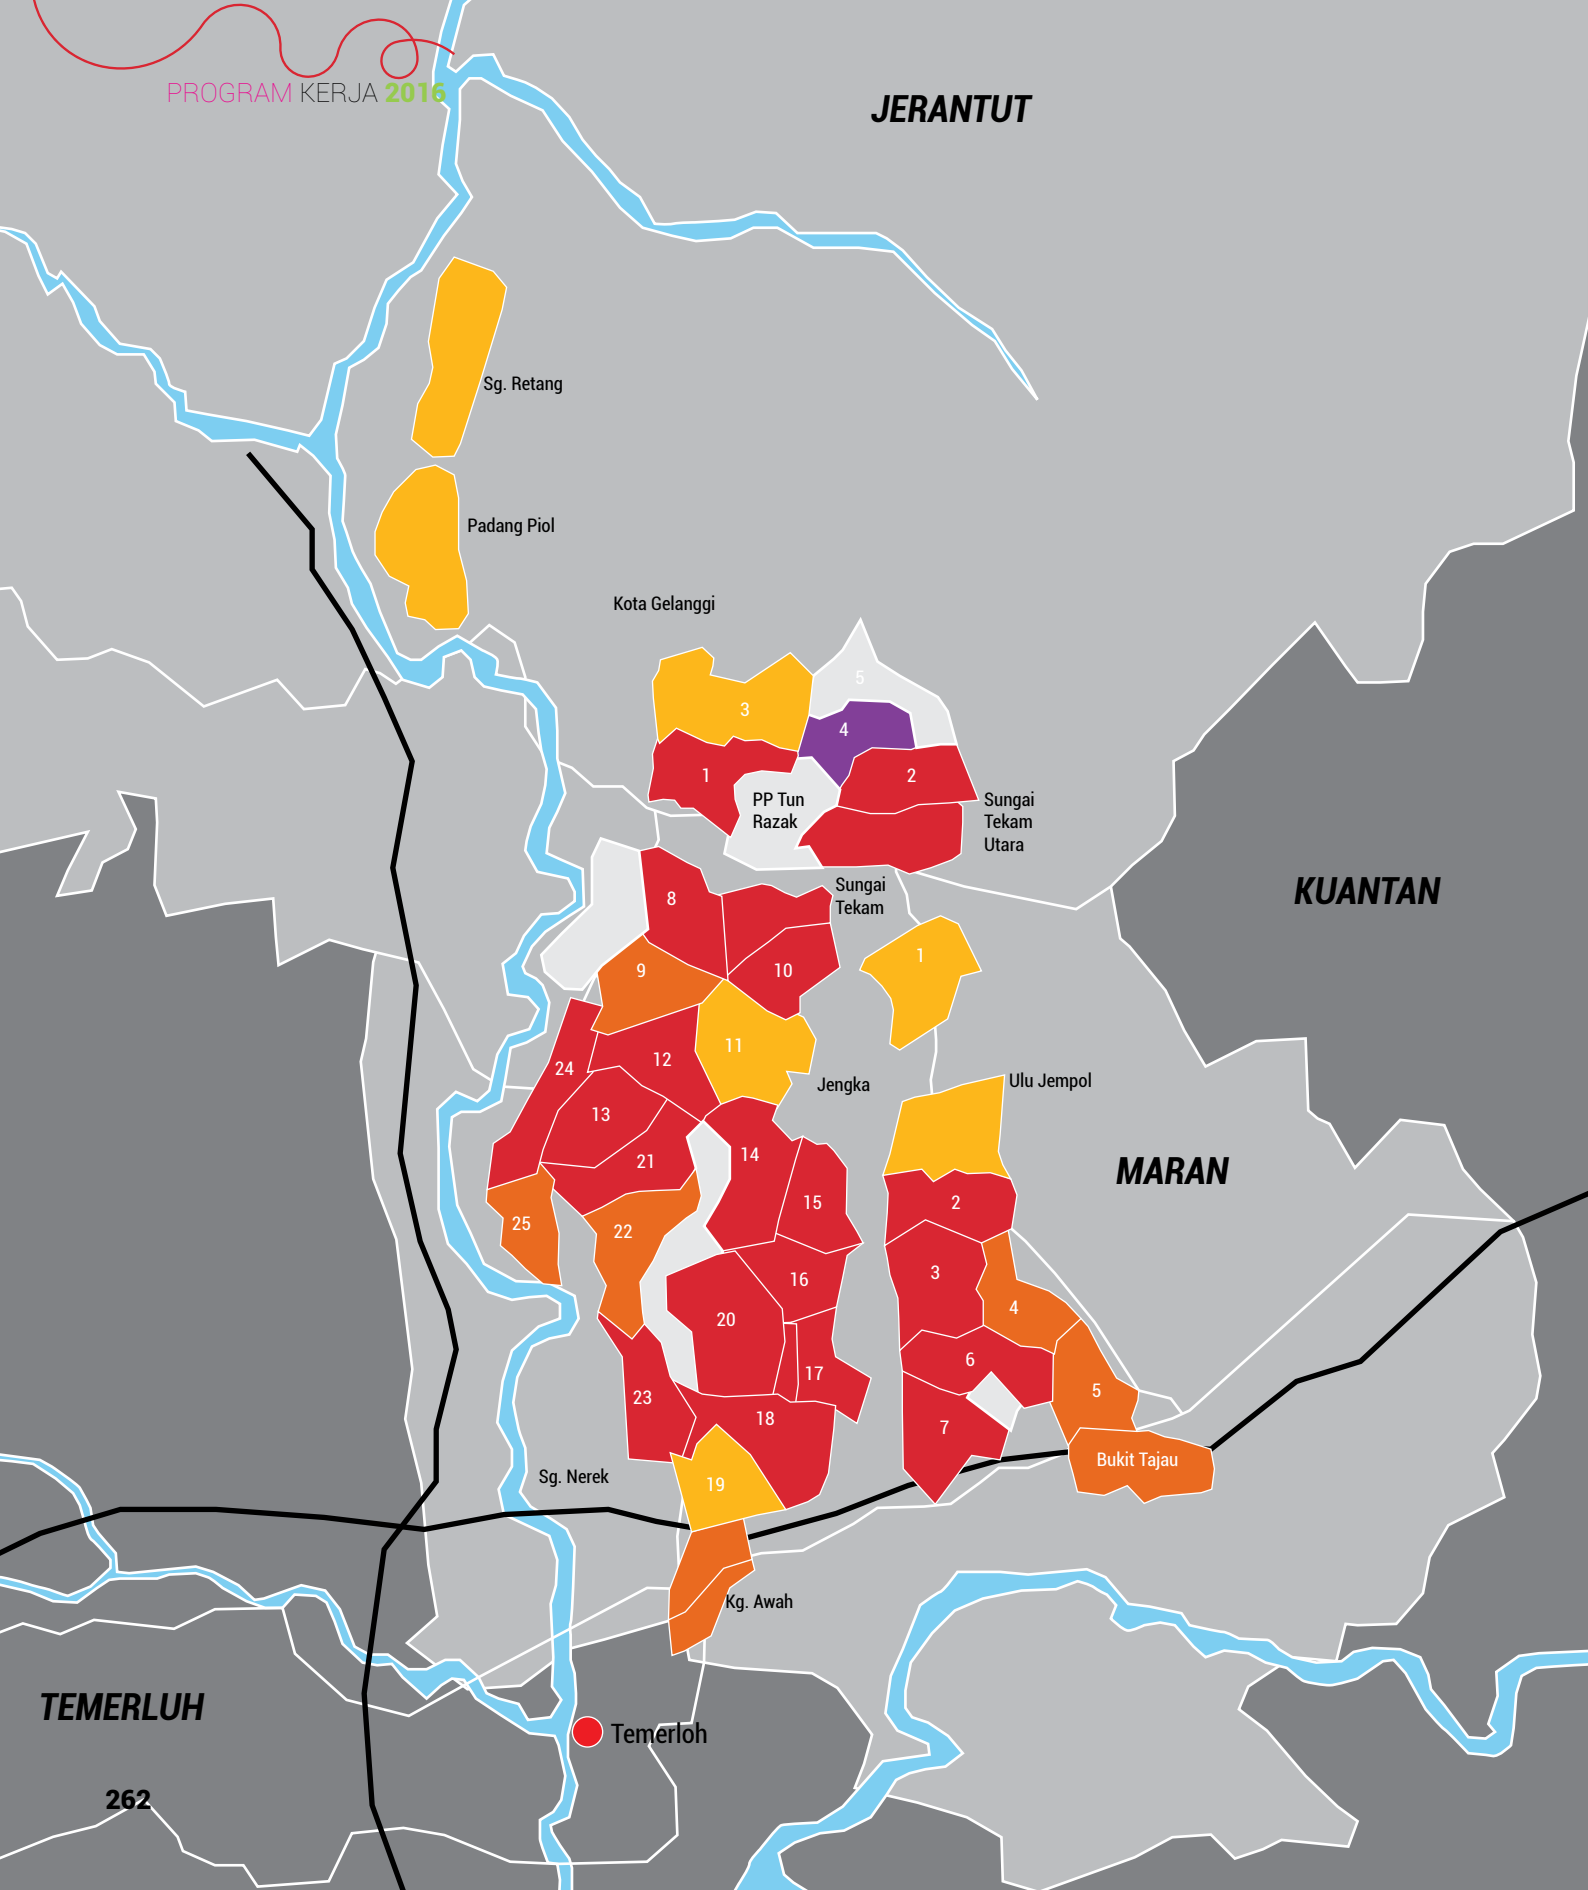 PROGRAM KERJA 2016
JERANTUT
Sg. Retang
Padang Piol
Kota Gelanggi
5
3
4
1
2
PP Tun
Razak
Sungai
Tekam
Utara
Sungai
Tekam
KUANTAN
8
9
10
1
11
12
24
Jengka
Ulu Jempol
13
14
21
MARAN
15
2
25
22
3
16
4
20
6
17
5
23
18
7
Bukit Tajau
Sg. Nerek
19
Kg. Awah
TEMERLUH
Temerloh
262